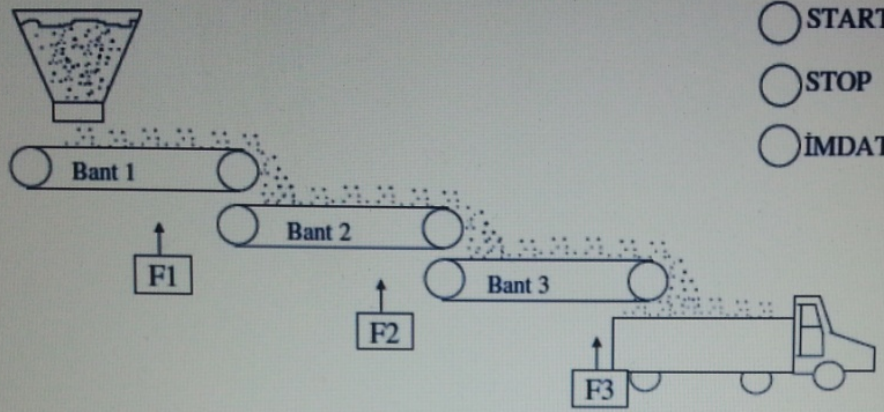 START
STOP
İMDAT
Bant 1
Bant 2
Bant 3
F1
F2
F3